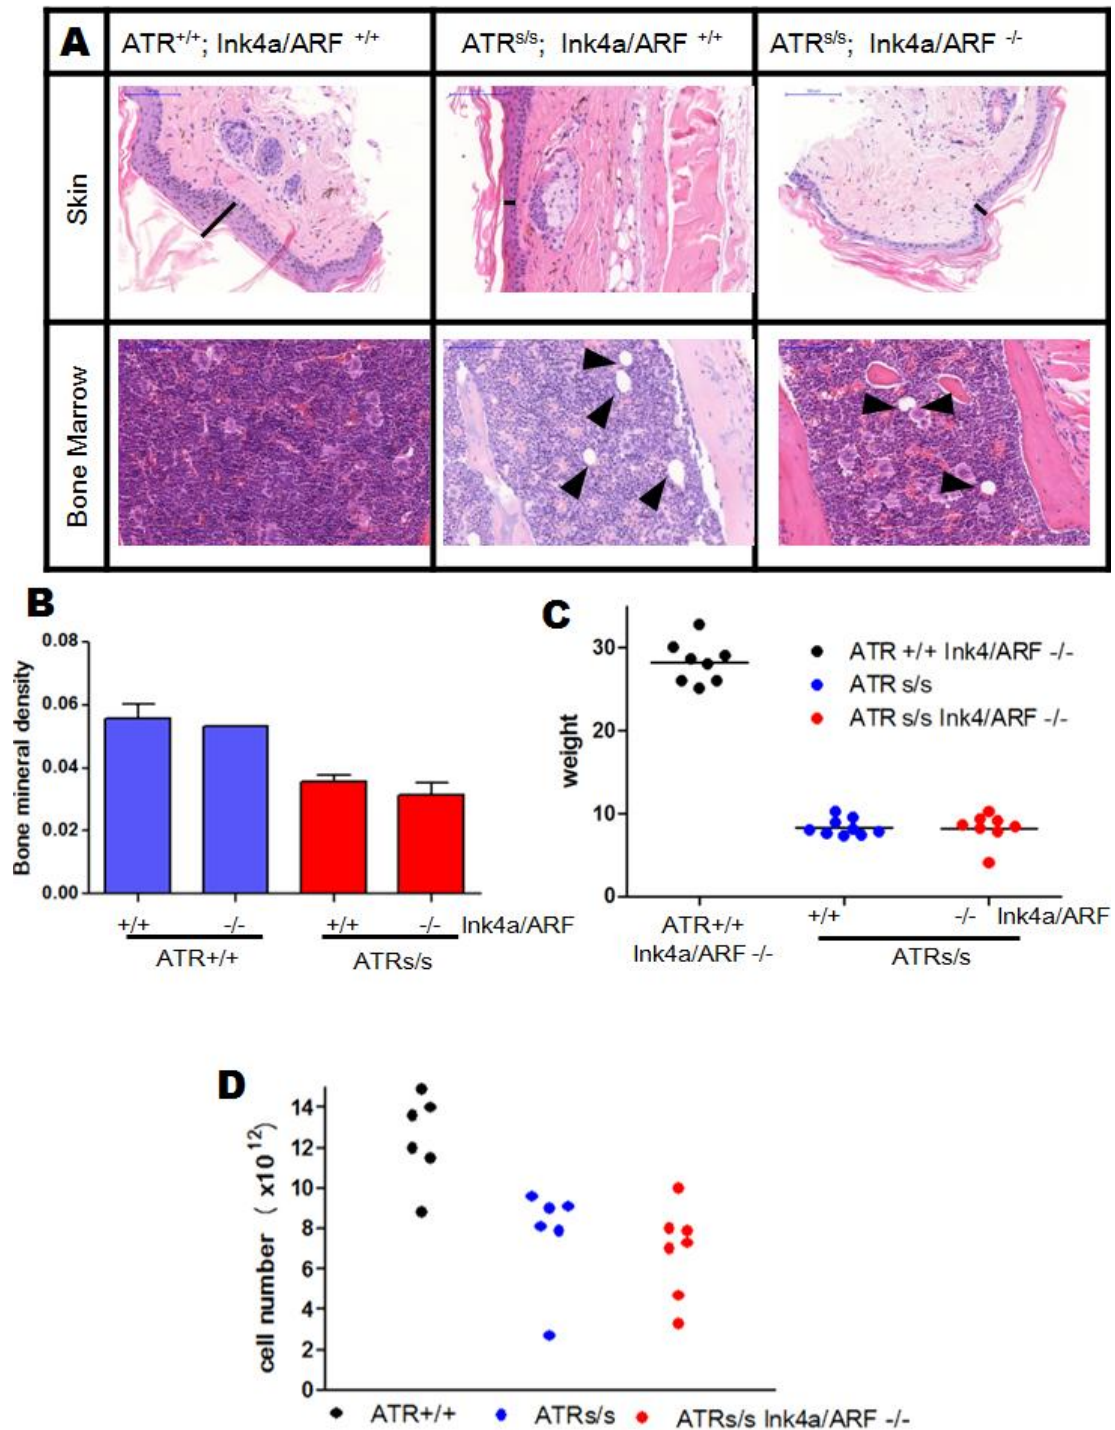 A ATR+/+; Ink4a/ARF +/+ ATRs/s; Ink4a/ARF +/+ ATRs/s; Ink4a/ARF -/-
Skin
Bone Marrow
B
Bone mineral density
0.08
0.06
0.04
0.02
0.00
+/+ -/- +/+ -/- Ink4a/ARF
ATR+/+ ATRs/s
C
weight
30
20
10
0
ATR +/+ Ink4/ARF -/-
ATR s/s
ATR s/s Ink4/ARF -/-
ATR+/+ +/+ -/- Ink4a/ARF
Ink4a/ARF -/- ATRs/s
D
cell number ( x10 12)
14
12
10
8
6
4
2
0
ATR+/+ ATRs/s ATRs/s Ink4a/ARF -/-